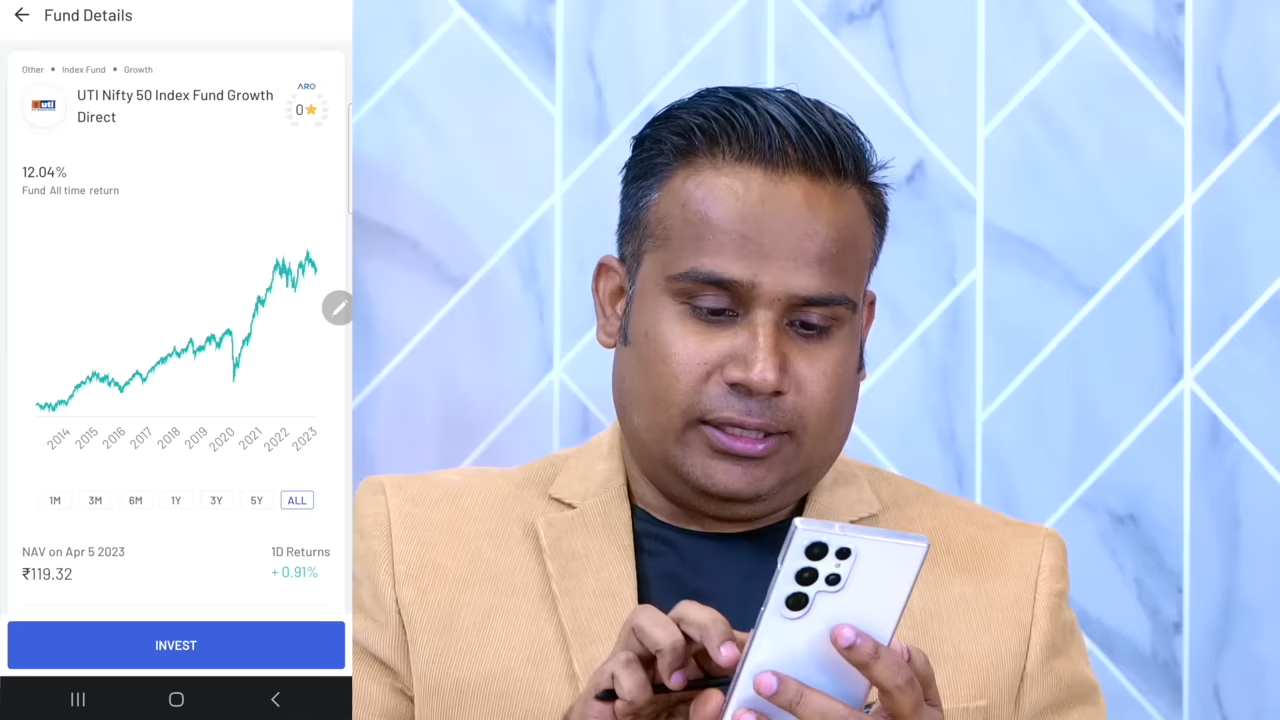 Fund Details
Other • Index Fund • Growth
uti
UTI Nifty 50 Index Fund Growth
Direct
ARO
0
12.04%
Fund All time return
2014 2015 2016 2017 2018 2019 2020 2021 2022 2023
1M 3M 6M 1Y 3Y 5Y ALL
NAV on Apr 5 2023 1D Returns
₹119.32 + 0.91%
INVEST